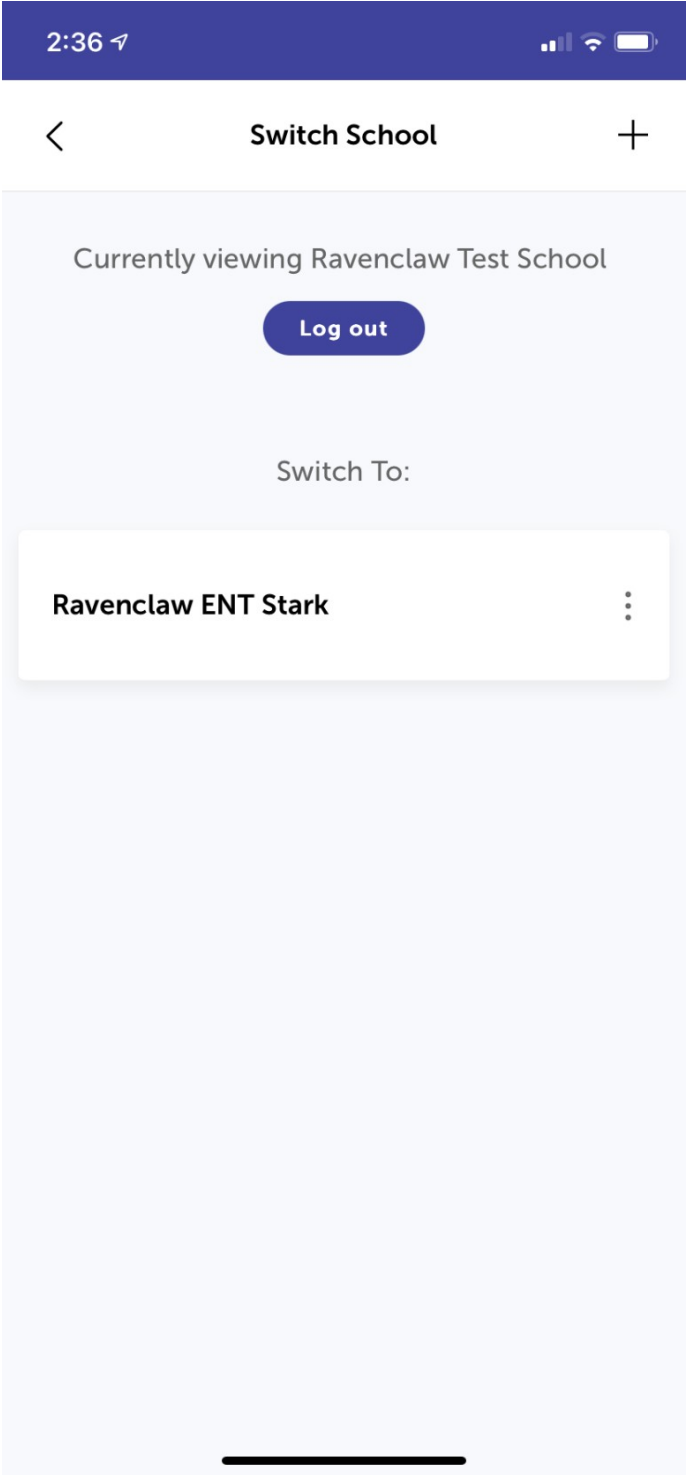 2:36
Switch School
Currently viewing Ravenclaw Test School
Log out
Switch To:
Ravenclaw ENT Stark